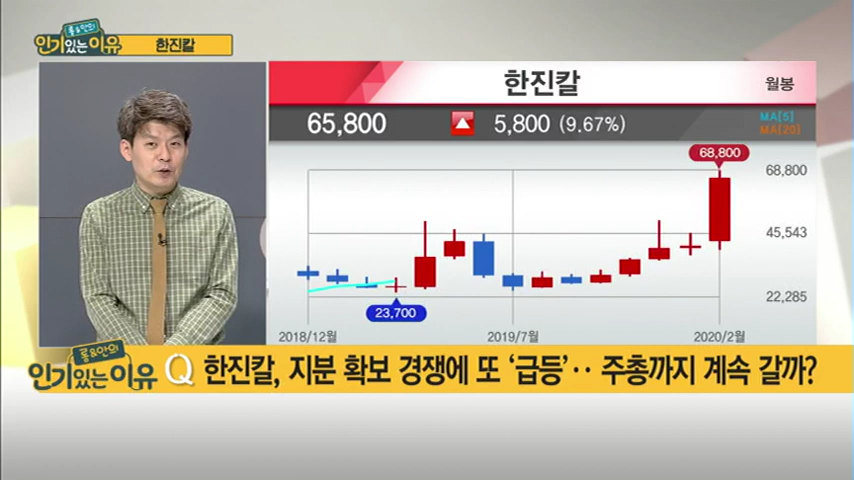 롱&안의
인기있는이유
한진칼
한진칼
월봉
65,800 ▲ 5,800 (9.67%)
MA[5]
MA[20]
68,800
68,800
45,543
22,285
23,700
2018/12월
2019/7월
2020/2월
롱&안의
인기있는이유
Q 한진칼, 지분 확보 경쟁에 또 ‘급등’‥ 주총까지 계속 갈까?